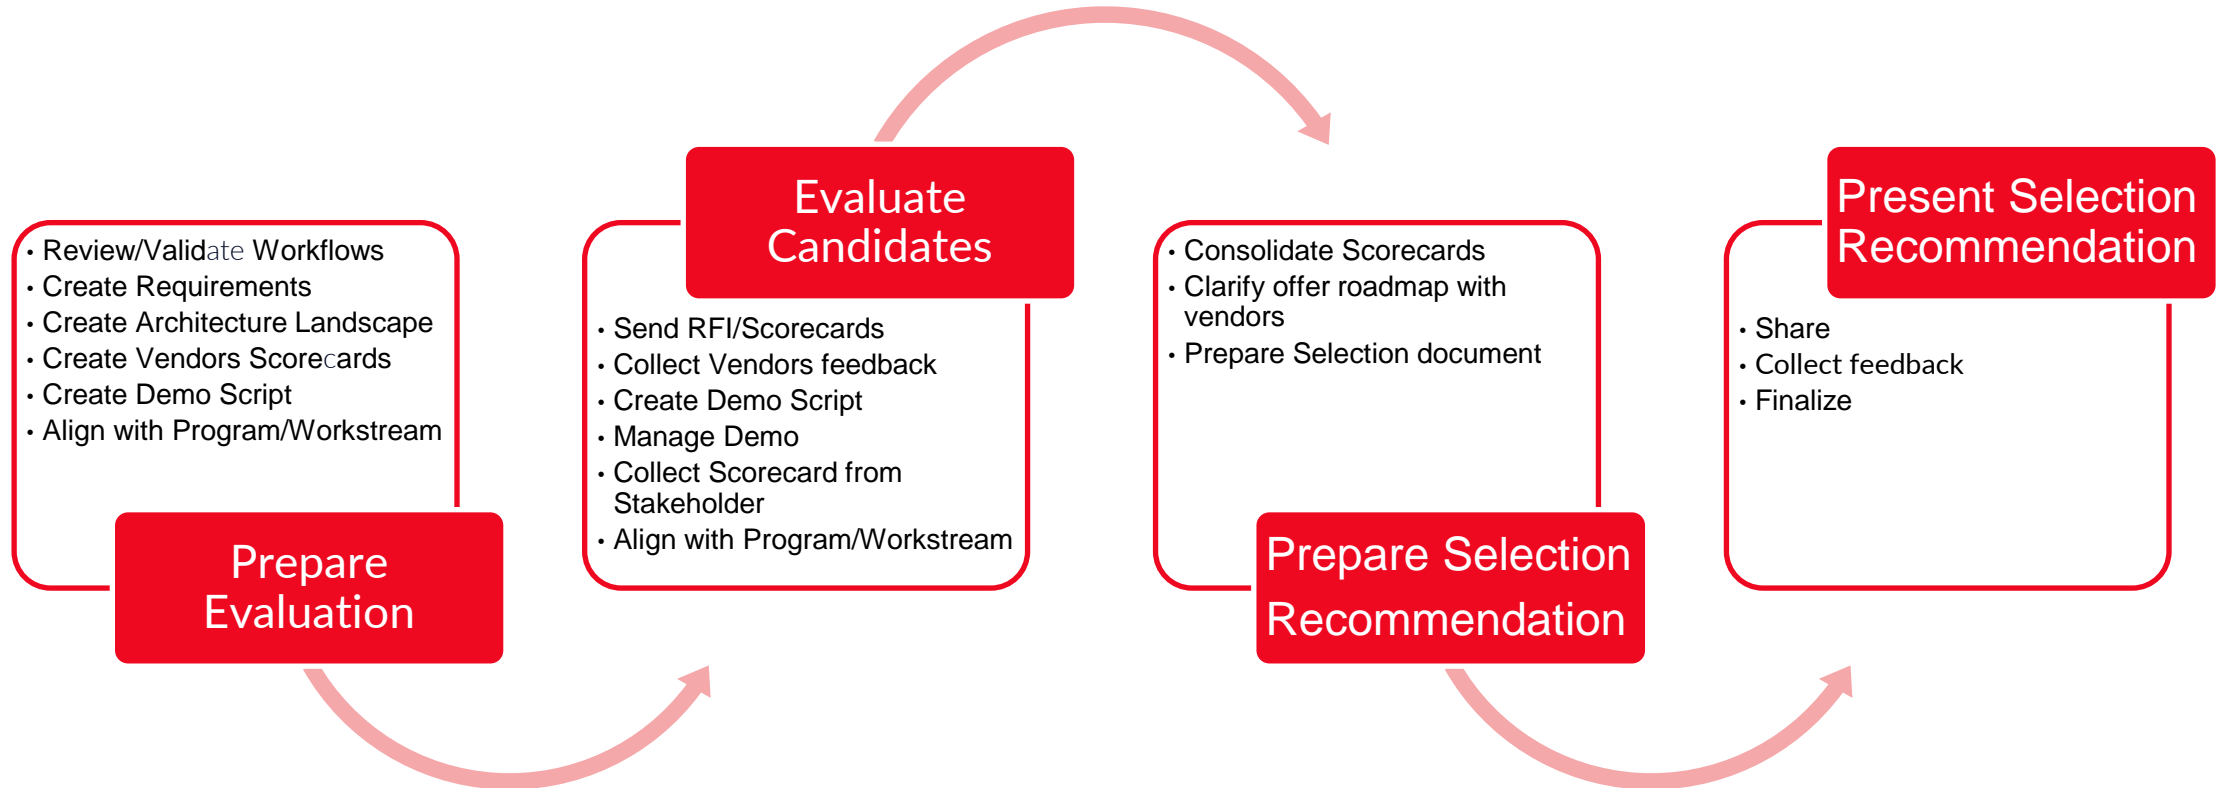 • Review/Validate Workflows
• Create Requirements
• Create Architecture Landscape
• Create Vendors Scorecards
• Create Demo Script
• Align with Program/Workstream
Prepare
Evaluation
Evaluate
Candidates
• Send RFI/Scorecards
• Collect Vendors feedback
• Create Demo Script
• Manage Demo
• Collect Scorecard from
Stakeholder
• Align with Program/Workstream
• Consolidate Scorecards
• Clarify offer roadmap with
vendors
• Prepare Selection document
Prepare Selection
Recommendation
Present Selection
Recommendation
• Share
• Collect feedback
• Finalize